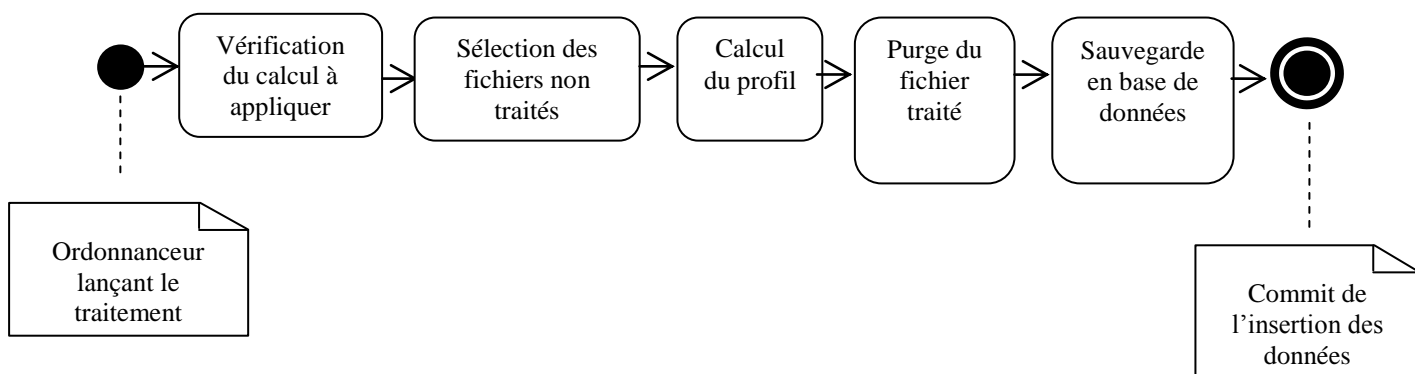 Vérification
du calcul à
appliquer
Sélection des
fichiers non
traités
Calcul
du profil
Purge du
fichier
traité
Sauvegarde
en base de
données
Ordonnanceur
lançant le
traitement
Commit de
l’insertion des
données